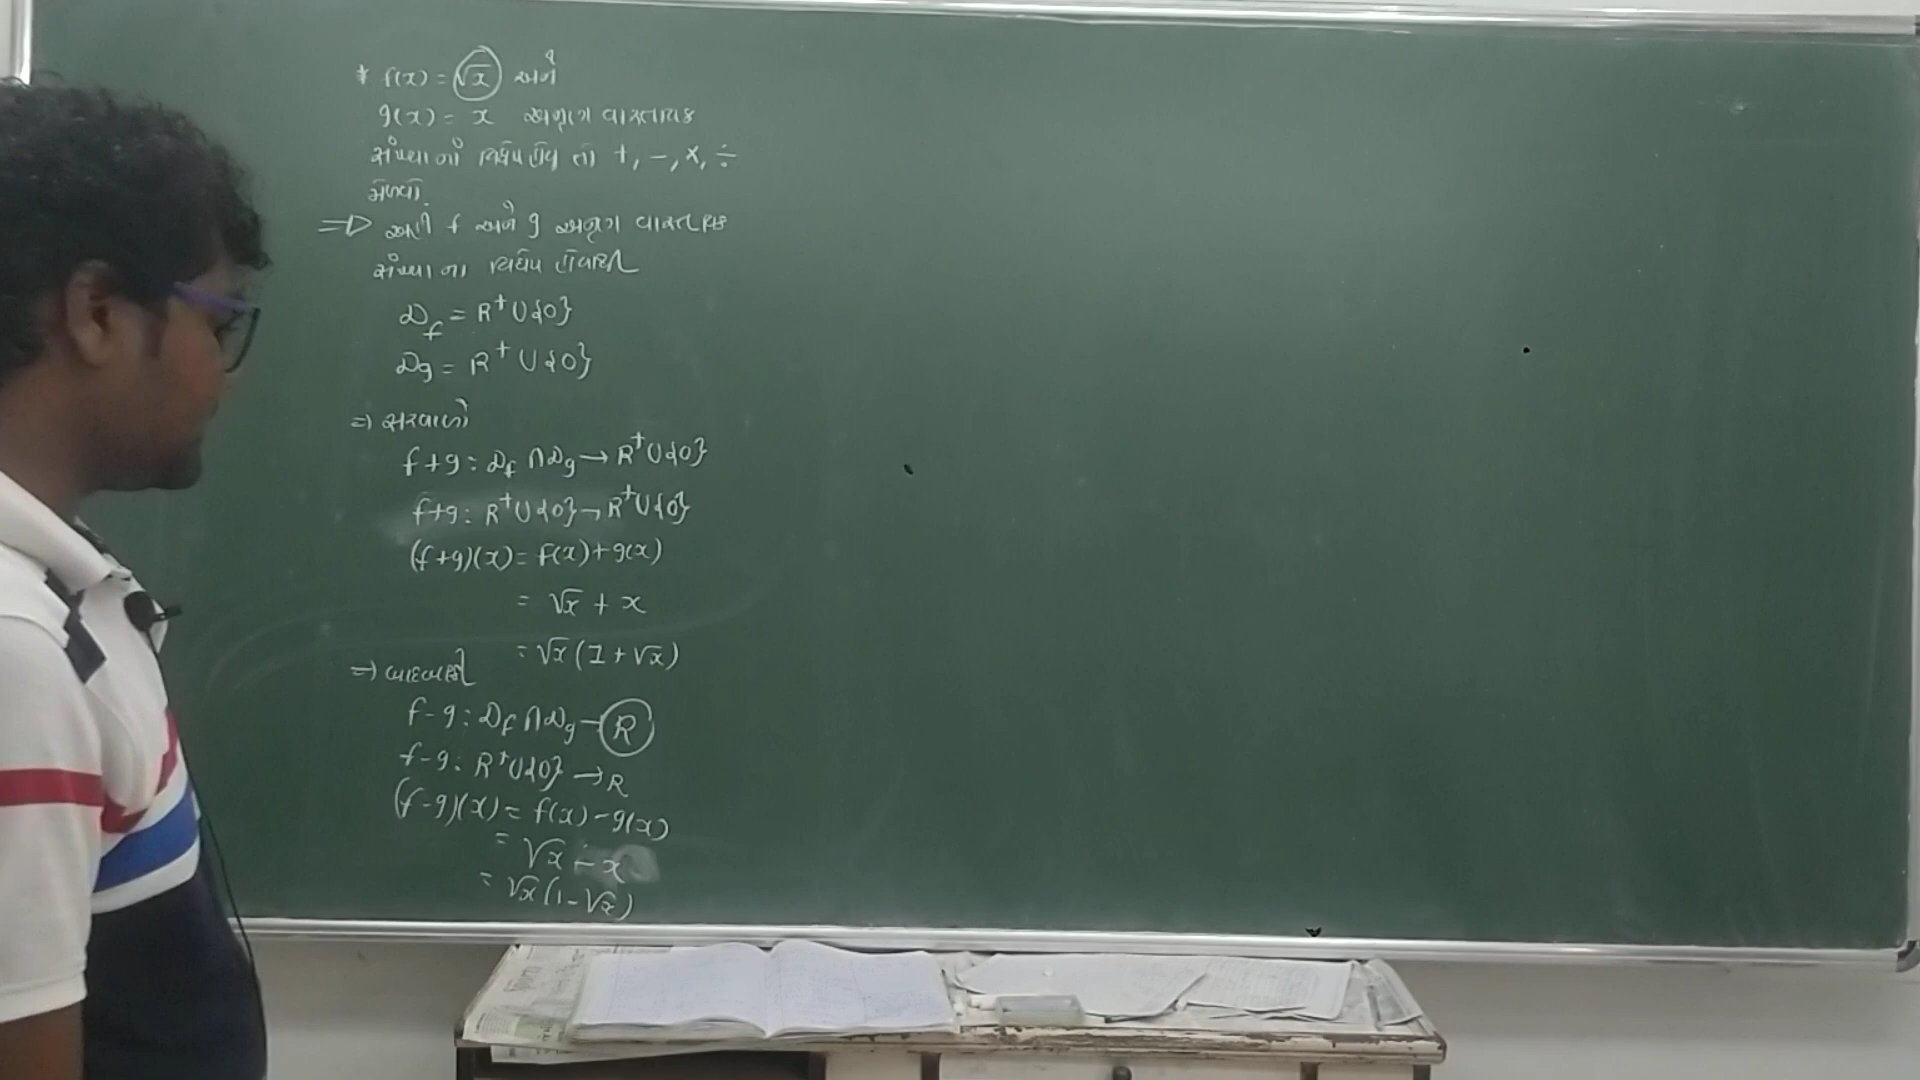 * f(x) = √x અને
g(x) = x અનૃણ વાસ્તવિક
સંખ્યાનાં વિધેય હોય તો +, -, ×, ÷
મેળવો.
⇒ અહીં f અને g અનૃણ વાસ્તવિક
સંખ્યાના વિધેય હોવાથી
D_f = R⁺∪{0}
D_g = R⁺∪{0}
⇒ સરવાળો
f+g : D_f ∩ D_g → R⁺∪{0}
f+g : R⁺∪{0} → R⁺∪{0}
(f+g)(x) = f(x)+g(x)
= √x + x
= √x (1+√x)
⇒ બાદબાકી
f-g : D_f ∩ D_g → R
f-g : R⁺∪{0} → R
(f-g)(x) = f(x)-g(x)
= √x - x
= √x (1-√x)